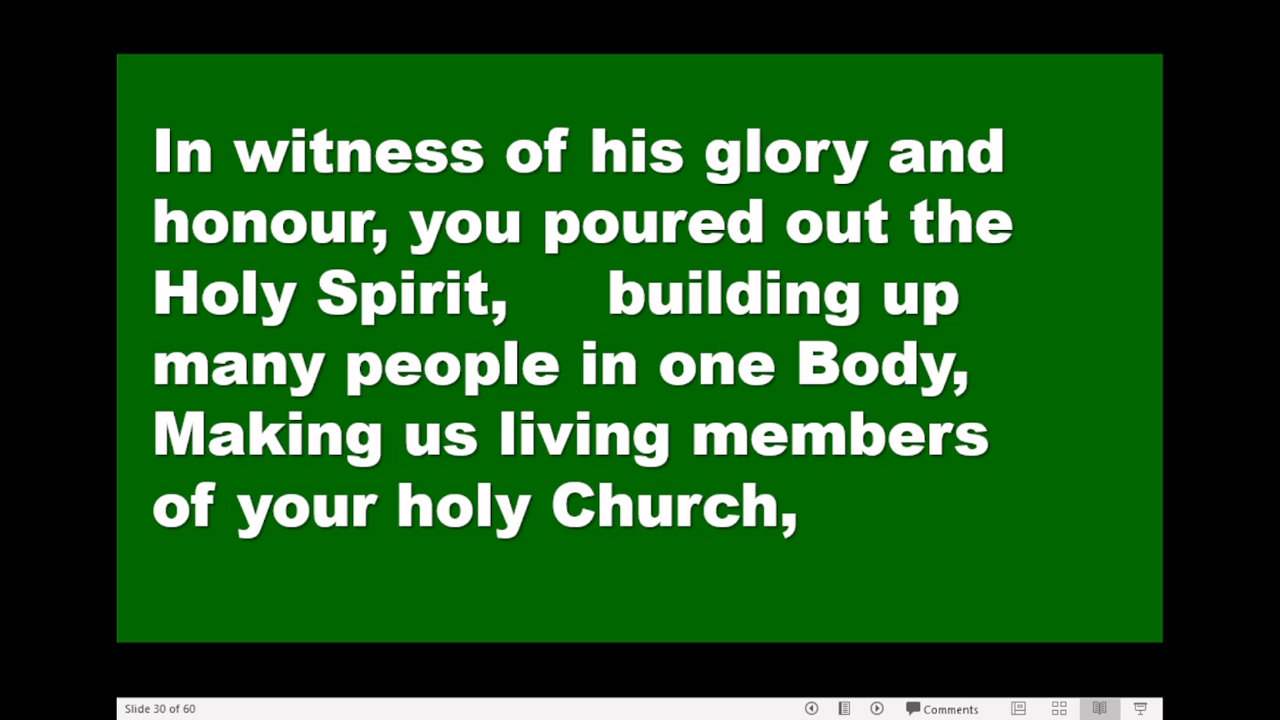 In witness of his glory and
honour, you poured out the
Holy Spirit, building up
many people in one Body,
Making us living members
of your holy Church,
Slide 30 of 60
Comments